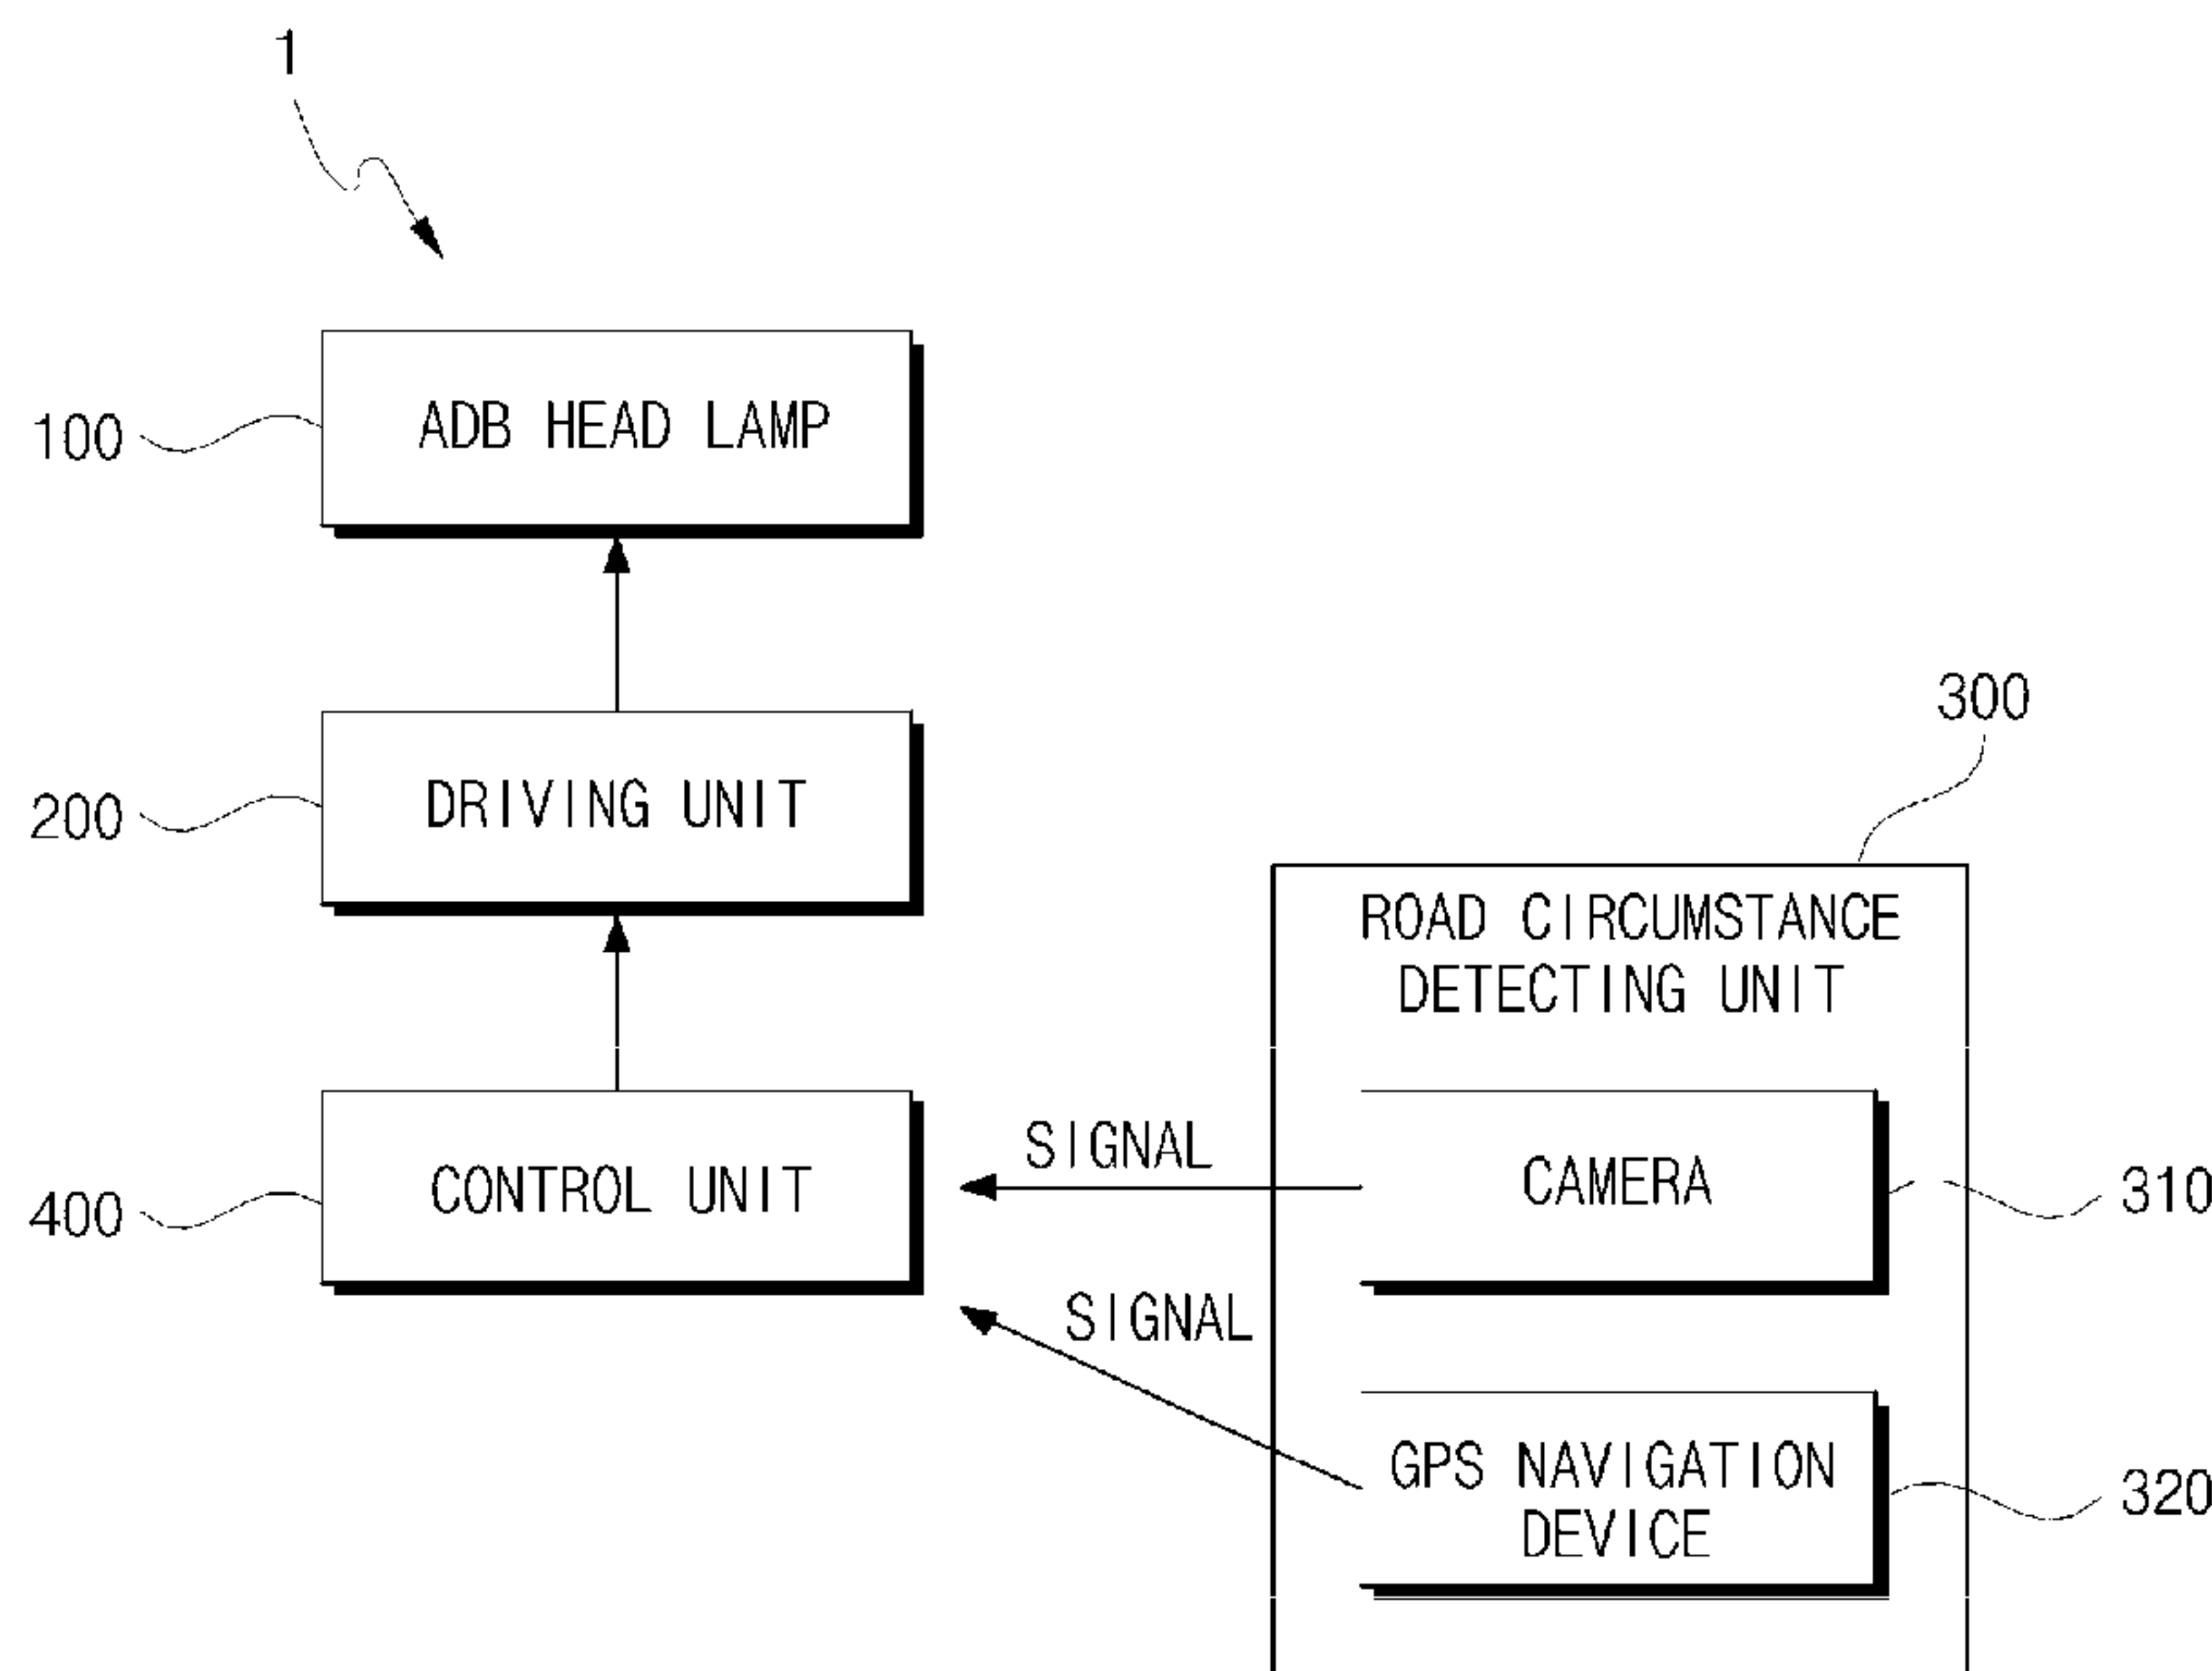 1
ADB HEAD LAMP
100
DRIVING UNIT
200
300
ROAD CIRCUMSTANCE
DETECTING UNIT
CONTROL UNIT
400
SIGNAL
CAMERA
310
SIGNAL
GPS NAVIGATION
DEVICE
320